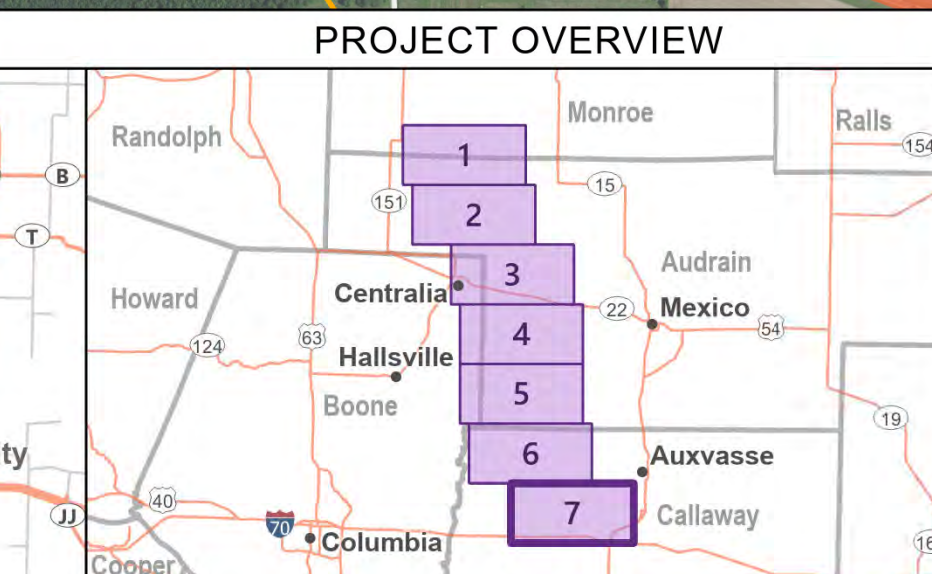 PROJECT OVERVIEW
Randolph
Monroe
Ralls
154
B
1
15
151
2
T
Audrain
3
Centralia
Howard
22
Mexico
54
63
124
4
Hallsville
5
Boone
19
ty
6
Auxvasse
40
JJ
7
Callaway
70
Columbia
16
Cooper